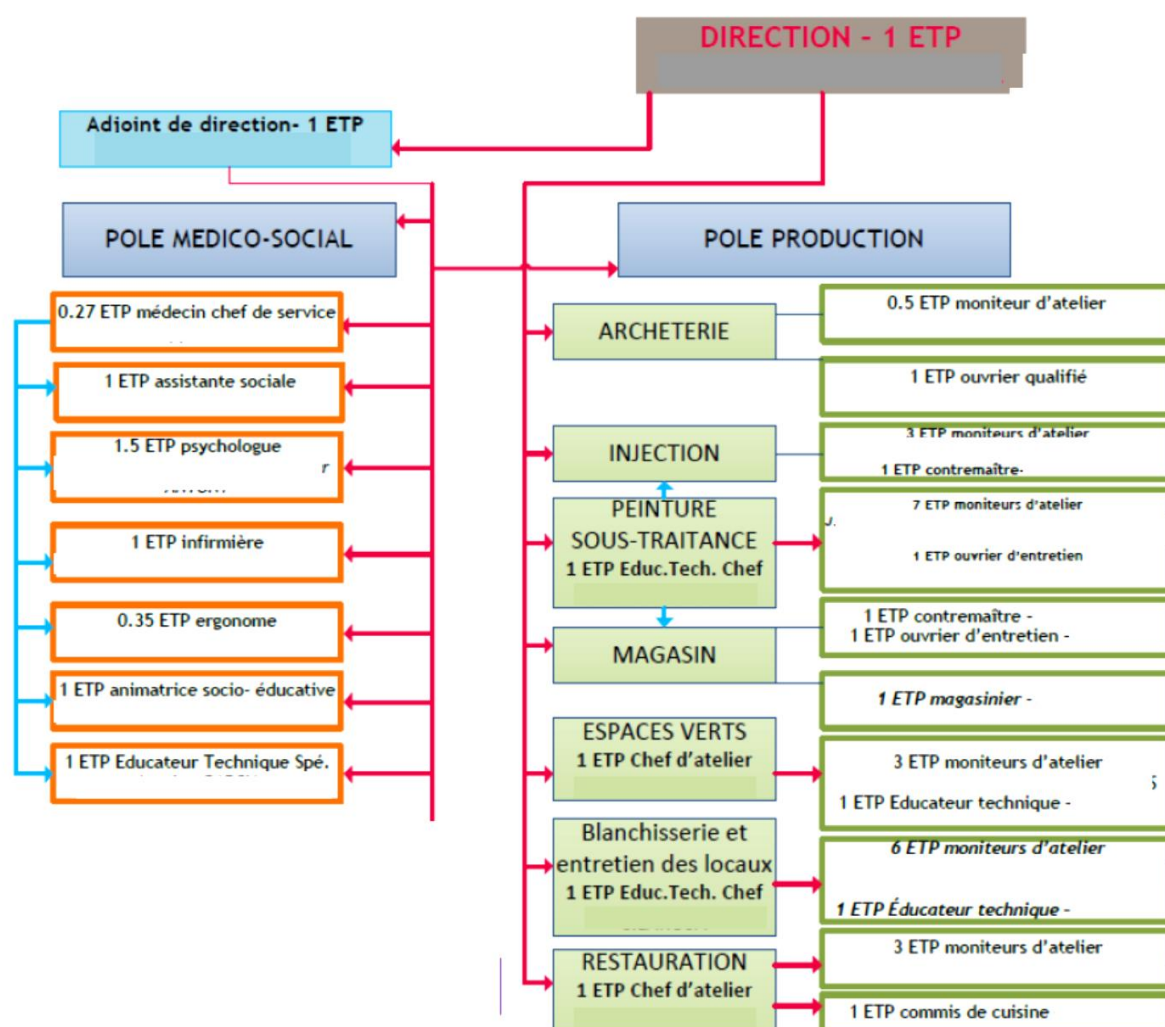 DIRECTION - 1 ETP
Adjoint de direction- 1 ETP
POLE MEDICO-SOCIAL
0.27 ETP médecin chef de service
1 ETP assistante sociale
1.5 ETP psychologue
r
1 ETP infirmière
0.35 ETP ergonome
1 ETP animatrice socio- éducative
1 ETP Educateur Technique Spé.
POLE PRODUCTION
ARCHETERIE
0.5 ETP moniteur d'atelier
1 ETP ouvrier qualifié
INJECTION
3 ETP moniteurs d'atelier
1 ETP contremaître-
PEINTURE
SOUS-TRAITANCE
1 ETP Educ.Tech. Chef
7 ETP moniteurs d'atelier
J.
1 ETP ouvrier d'entretien
MAGASIN
1 ETP contremaître -
1 ETP ouvrier d'entretien -
1 ETP magasinier -
ESPACES VERTS
1 ETP Chef d'atelier
3 ETP moniteurs d'atelier
1 ETP Educateur technique -
Blanchisserie et
entretien des locaux
1 ETP Educ.Tech. Chef
6 ETP moniteurs d'atelier
1 ETP Éducateur technique -
RESTAURATION
1 ETP Chef d'atelier
3 ETP moniteurs d'atelier
1 ETP commis de cuisine